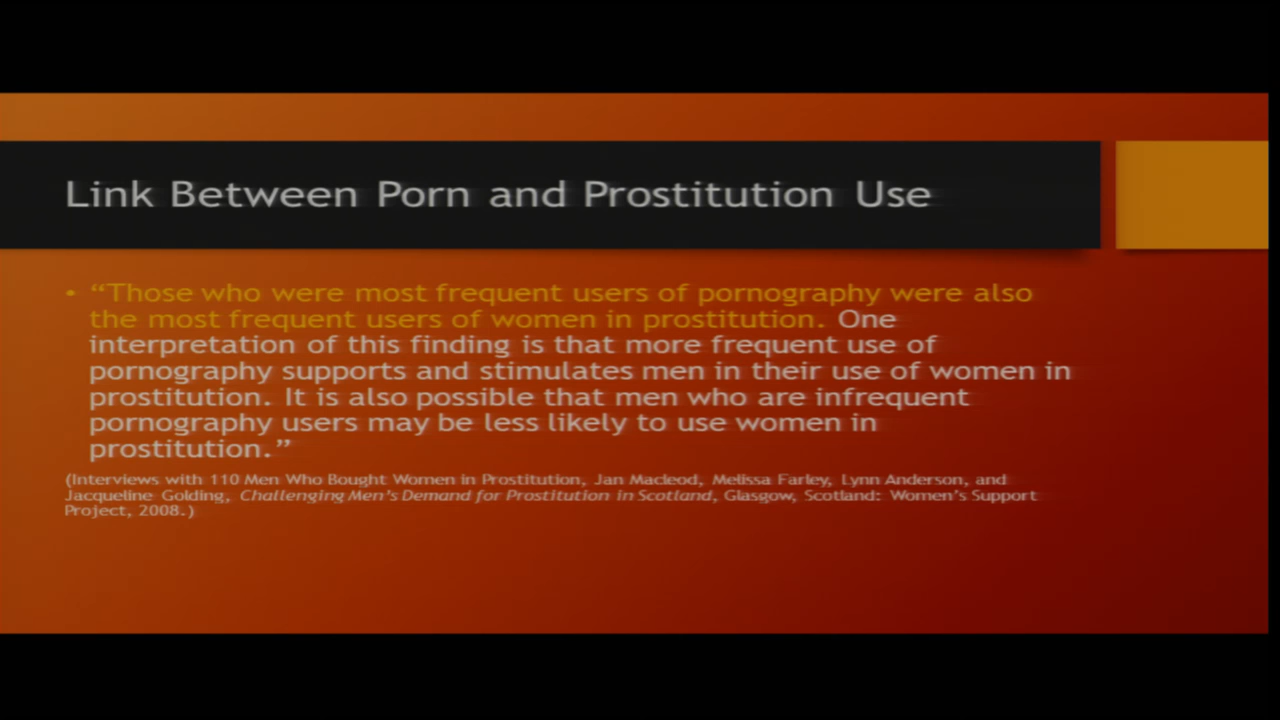 Link Between Porn and Prostitution Use
• “Those who were most frequent users of pornography were also
the most frequent users of women in prostitution. One
interpretation of this finding is that more frequent use of
pornography supports and stimulates men in their use of women in
prostitution. It is also possible that men who are infrequent
pornography users may be less likely to use women in
prostitution.”
(Interviews with 110 Men Who Bought Women in Prostitution, Jan Macleod, Melissa Farley, Lynn Anderson, and
Jacqueline Golding, Challenging Men’s Demand for Prostitution in Scotland, Glasgow, Scotland: Women’s Support
Project, 2008.)